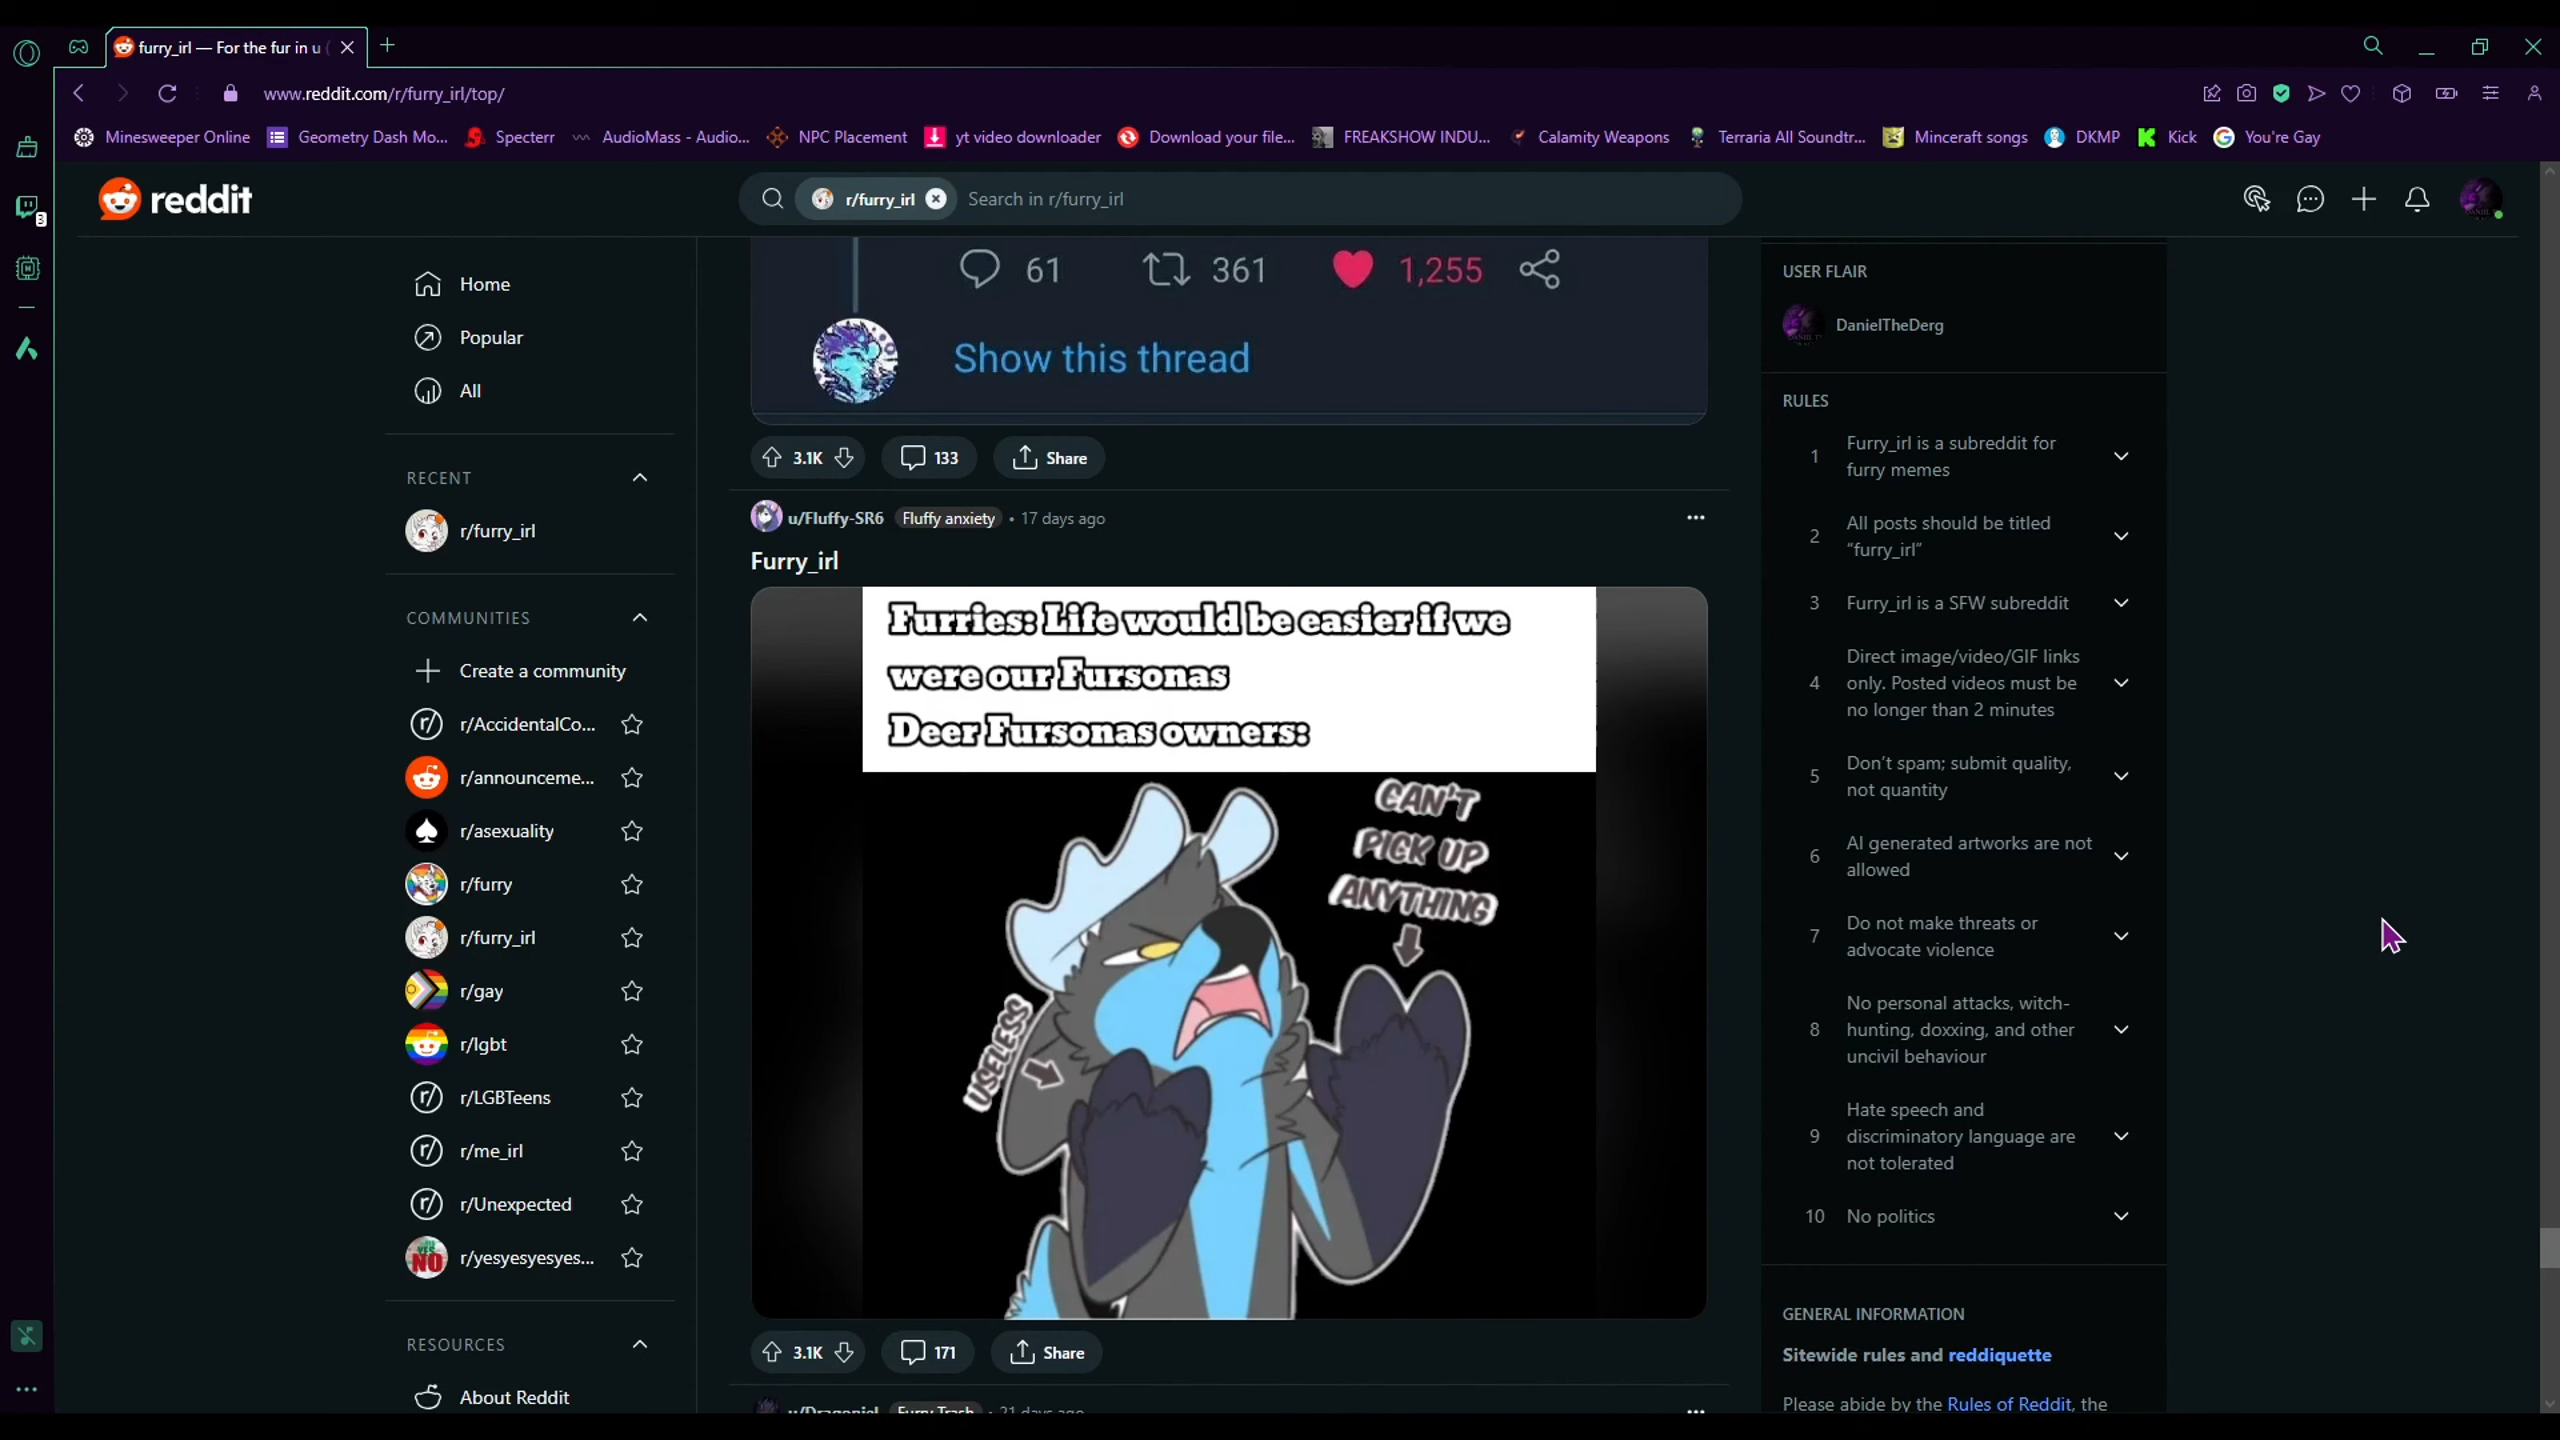 furry_irl — For the fur in u (
www.reddit.com/r/furry_irl/top/
Minesweeper Online
Geometry Dash Mo...
Specterr
AudioMass - Audio...
NPC Placement
yt video downloader
Download your file...
FREAKSHOW INDU...
Calamity Weapons
Terraria All Soundtr...
Minceraft songs
DKMP
Kick
You're Gay
3
reddit
r/furry_irl
Search in r/furry_irl
Home
Popular
All
RECENT
r/furry_irl
COMMUNITIES
Create a community
r/AccidentalCo...
r/announceme...
r/asexuality
r/furry
r/furry_irl
r/gay
r/lgbt
r/LGBTeens
r/me_irl
r/Unexpected
r/yesyesyesyes...
RESOURCES
About Reddit
61 361 1,255
Show this thread
3.1K 133 Share
u/Fluffy-SR6 Fluffy anxiety • 17 days ago
Furry_irl
Furries: Life would be easier if we
were our Fursonas
Deer Fursonas owners:
CAN'T
PICK UP
ANYTHING
USELESS
3.1K 171 Share
u/Dragoniel Furry Trash • 21 days ago
USER FLAIR
DanielTheDerg
RULES
1 Furry_irl is a subreddit for
furry memes
2 All posts should be titled
“furry_irl”
3 Furry_irl is a SFW subreddit
4 Direct image/video/GIF links
only. Posted videos must be
no longer than 2 minutes
5 Don't spam; submit quality,
not quantity
6 AI generated artworks are not
allowed
7 Do not make threats or
advocate violence
8 No personal attacks, witch-
hunting, doxxing, and other
uncivil behaviour
9 Hate speech and
discriminatory language are
not tolerated
10 No politics
GENERAL INFORMATION
Sitewide rules and reddiquette
Please abide by the Rules of Reddit, the